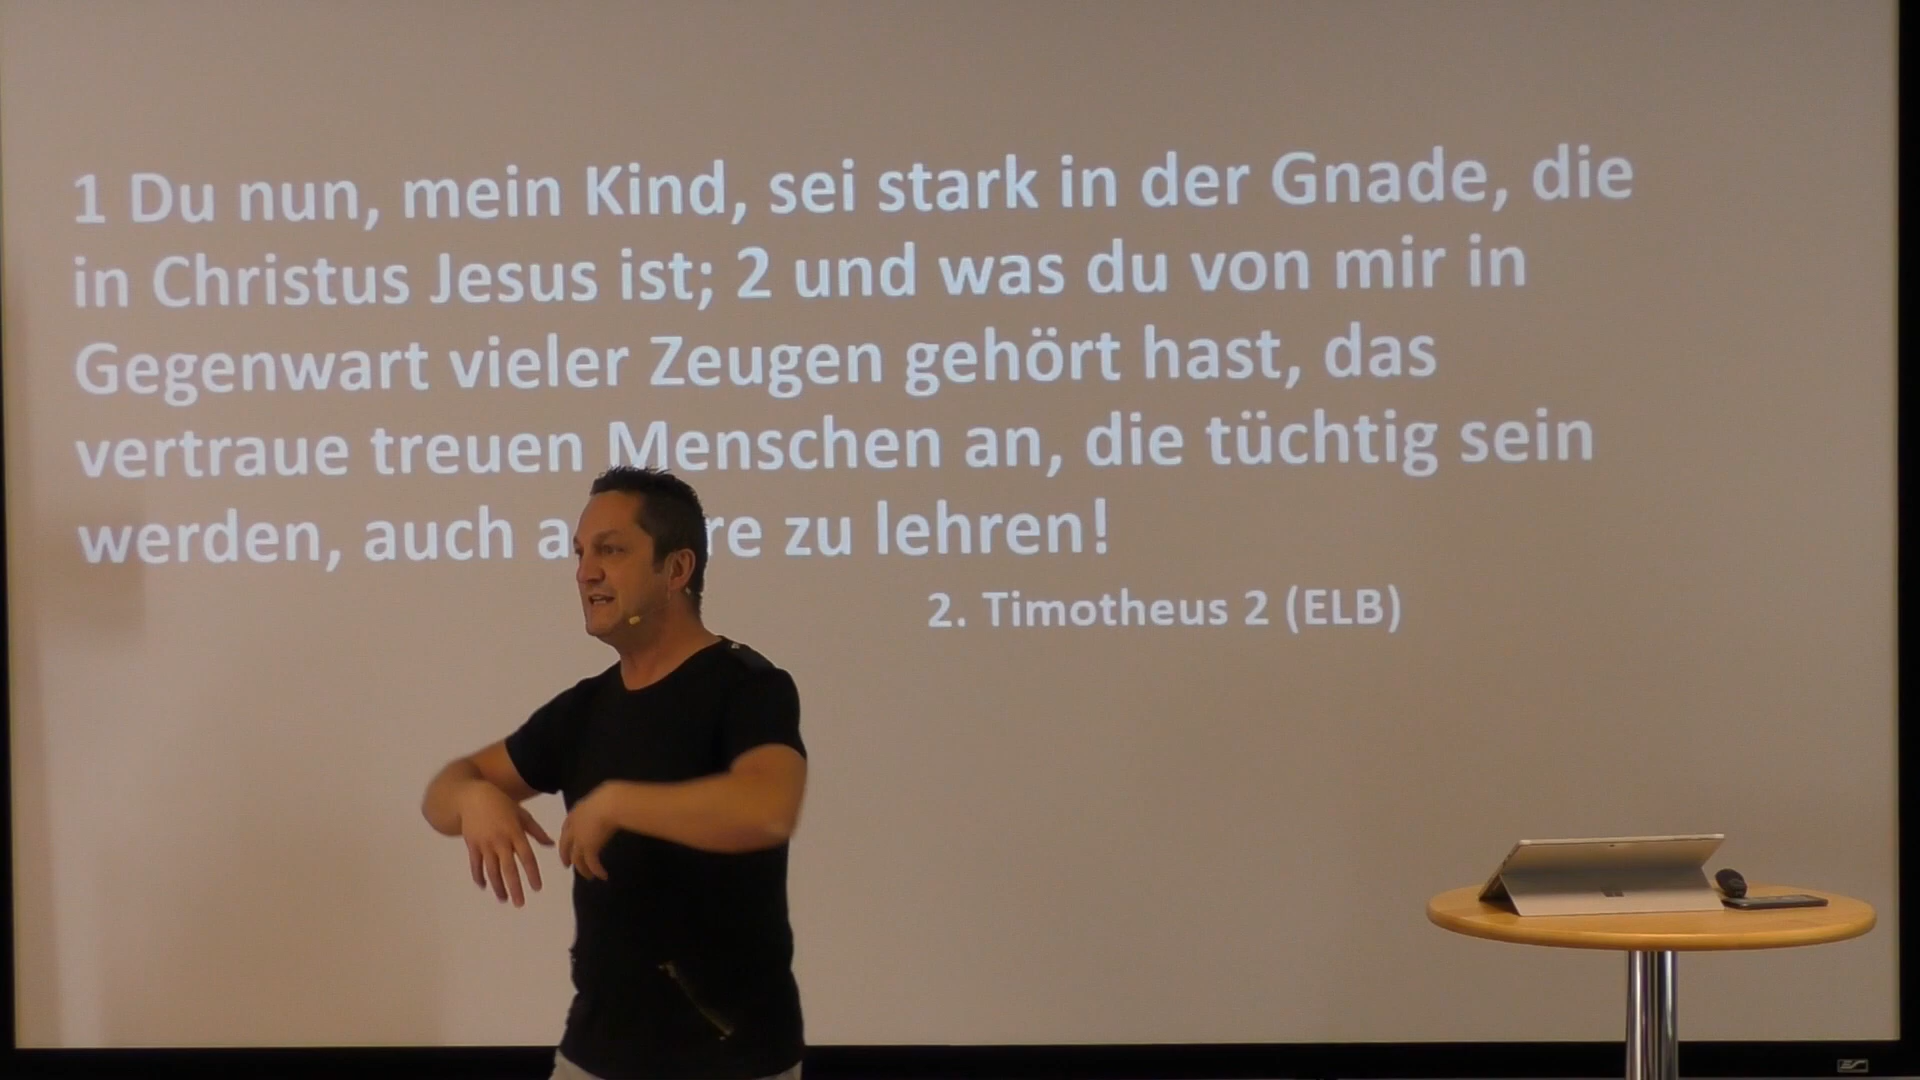 1 Du nun, mein Kind, sei stark in der Gnade, die
in Christus Jesus ist; 2 und was du von mir in
Gegenwart vieler Zeugen gehört hast, das
vertraue treuen Menschen an, die tüchtig sein
werden, auch zu lehren!
2. Timotheus 2 (ELB)